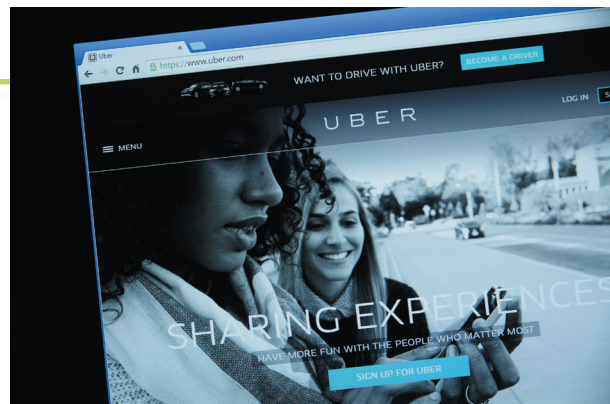 Uber
https://www.uber.com
WANT TO DRIVE WITH UBER?
BECOME A DRIVER
MENU
UBER
LOG IN
S
SHARING EXPERIENCES
HAVE MORE FUN WITH THE PEOPLE WHO MATTER MOST
SIGN UP FOR UBER